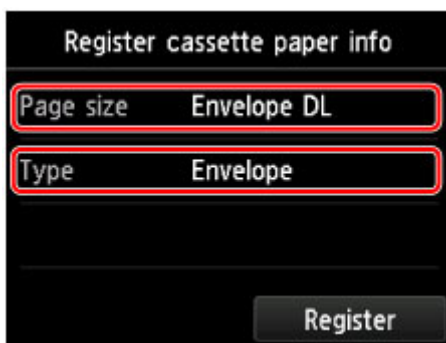 Register cassette paper info
Page size Envelope DL
Type Envelope
Register